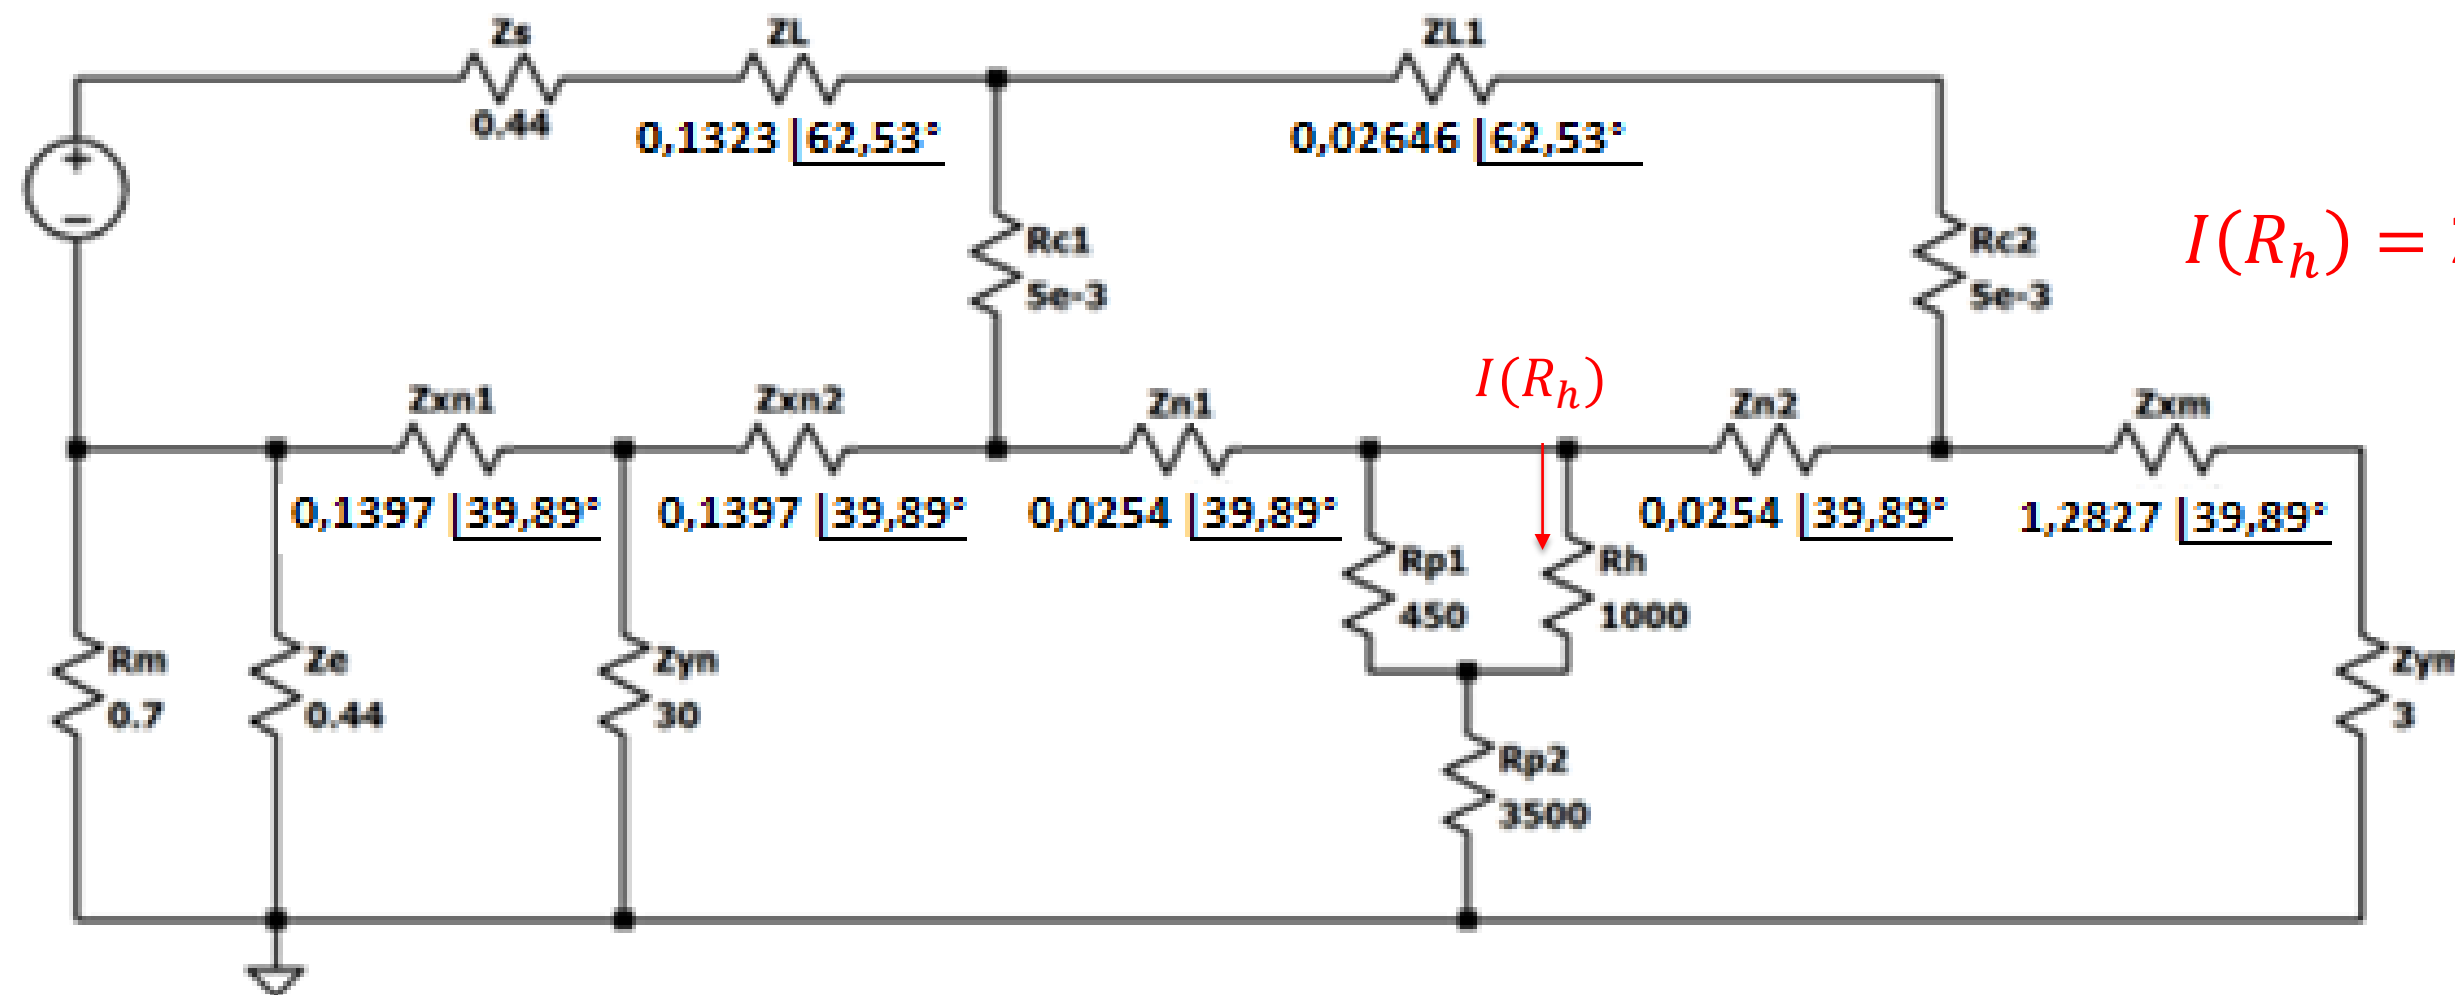 Zs
0.44
ZL
0,1323 62,53°
ZL1
0,02646 62,53°
+
−
Rc1
5e-3
Rc2
5e-3
I(Rh) =
Zxn1
0,1397 39,89°
Zxn2
0,1397 39,89°
Zn1
0,0254 39,89°
I(Rh)
Zn2
0,0254 39,89°
Zxm
1,2827 39,89°
Rm
0.7
Ze
0.44
Zyn
30
Rp1
450
Rh
1000
Rp2
3500
3